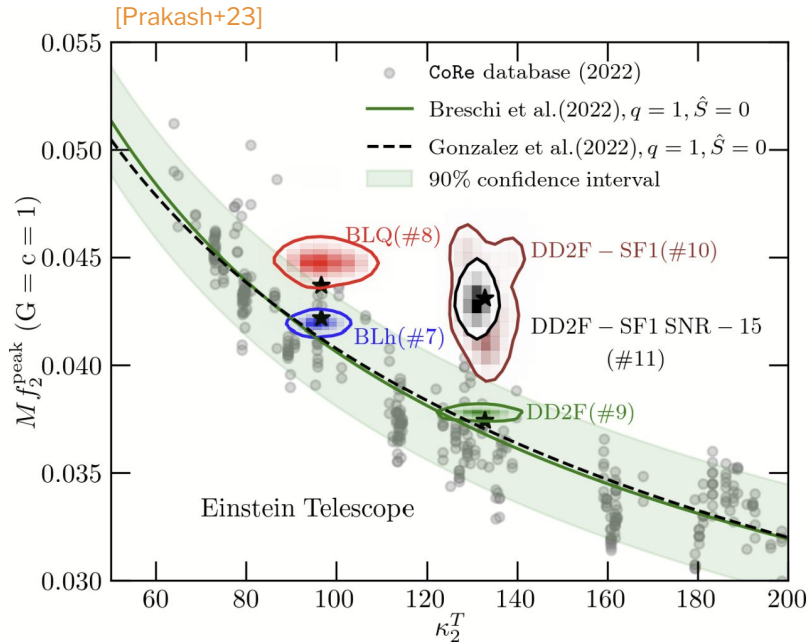 [Prakash+23]
0.055
0.050
0.045
0.040
0.035
0.030
M f₂ᵖᵉᵃᵏ (G = c = 1)
CoRe database (2022)
Breschi et al.(2022), q = 1, Ŝ = 0
Gonzalez et al.(2022), q = 1, Ŝ = 0
90% confidence interval
BLQ(#8)
DD2F − SF1(#10)
BLh(#7)
DD2F − SF1 SNR − 15
(#11)
DD2F(#9)
Einstein Telescope
60 80 100 120 140 160 180 200
κ₂ᵀ